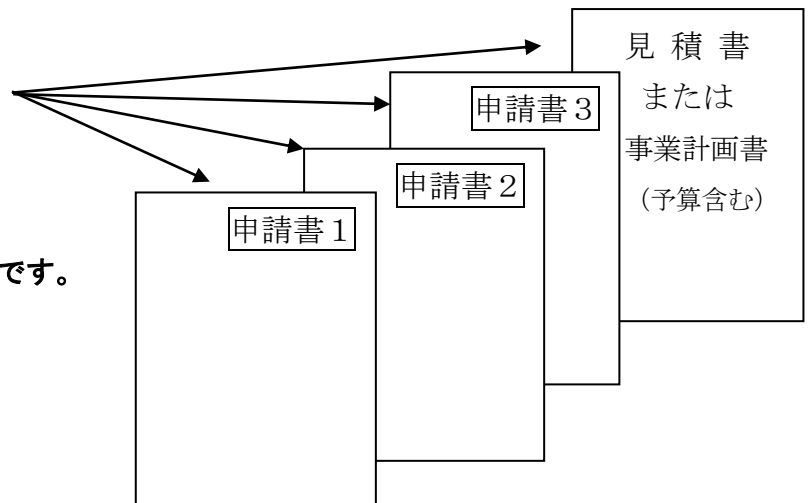 見 積 書
または
事業計画書
（予算含む）
申請書３
申請書２
申請書１
です。